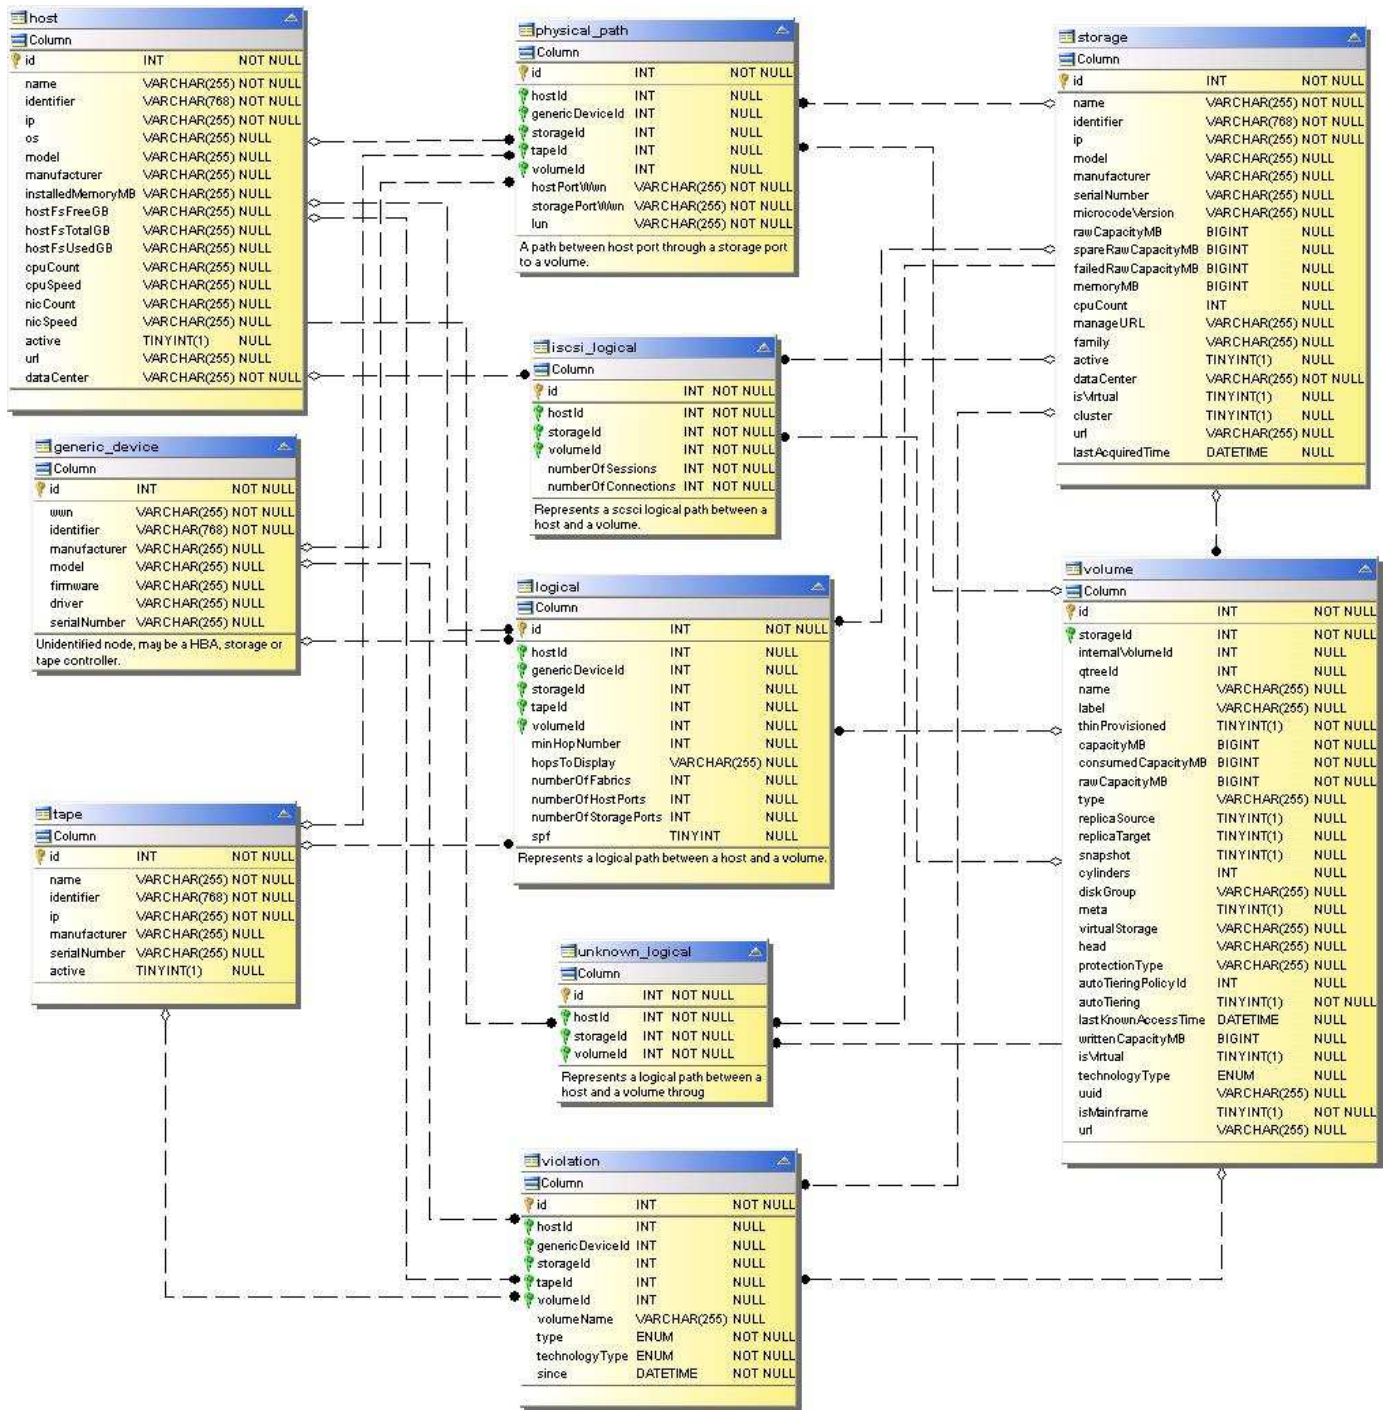 host
Column
id INT NOT NULL
name VARCHAR(255) NOT NULL
identifier VARCHAR(768) NOT NULL
ip VARCHAR(255) NOT NULL
os VARCHAR(255) NULL
model VARCHAR(255) NULL
manufacturer VARCHAR(255) NULL
installedMemoryMB VARCHAR(255) NULL
hostFsFreeGB VARCHAR(255) NULL
hostFsTotalGB VARCHAR(255) NULL
hostFsUsedGB VARCHAR(255) NULL
cpuCount VARCHAR(255) NULL
cpuSpeed VARCHAR(255) NULL
nicCount VARCHAR(255) NULL
nicSpeed VARCHAR(255) NULL
active TINYINT(1) NULL
url VARCHAR(255) NULL
dataCenter VARCHAR(255) NOT NULL
generic_device
Column
id INT NOT NULL
wwn VARCHAR(255) NOT NULL
identifier VARCHAR(768) NOT NULL
manufacturer VARCHAR(255) NULL
model VARCHAR(255) NULL
firmware VARCHAR(255) NULL
driver VARCHAR(255) NULL
serialNumber VARCHAR(255) NULL
Unidentified node, may be a HBA, storage or
tape controller.
tape
Column
id INT NOT NULL
name VARCHAR(255) NOT NULL
identifier VARCHAR(768) NOT NULL
ip VARCHAR(255) NOT NULL
manufacturer VARCHAR(255) NULL
serialNumber VARCHAR(255) NULL
active TINYINT(1) NULL
physical_path
Column
id INT NOT NULL
hostId INT NULL
genericDeviceId INT NULL
storageId INT NULL
tapeId INT NULL
volumeId INT NULL
hostPortWwn VARCHAR(255) NOT NULL
storagePortWwn VARCHAR(255) NOT NULL
lun VARCHAR(255) NOT NULL
A path between host port through a storage port
to a volume.
iscsi_logical
Column
id INT NOT NULL
hostId INT NOT NULL
storageId INT NOT NULL
volumeId INT NOT NULL
numberOfSessions INT NOT NULL
numberOfConnections INT NOT NULL
Represents a scsci logical path between a
host and a volume.
logical
Column
id INT NOT NULL
hostId INT NULL
genericDeviceId INT NULL
storageId INT NULL
tapeId INT NULL
volumeId INT NULL
minHopNumber INT NULL
hopsToDisplay VARCHAR(255) NULL
numberOfFabrics INT NULL
numberOfHostPorts INT NULL
numberOfStoragePorts INT NULL
spf TINYINT NULL
Represents a logical path between a host and a volume.
unknown_logical
Column
id INT NOT NULL
hostId INT NOT NULL
storageId INT NOT NULL
volumeId INT NOT NULL
Represents a logical path between a
host and a volume throug
violation
Column
id INT NOT NULL
hostId INT NULL
genericDeviceId INT NULL
storageId INT NULL
tapeId INT NULL
volumeId INT NULL
volumeName VARCHAR(255) NULL
type ENUM NOT NULL
technologyType ENUM NOT NULL
since DATETIME NOT NULL
storage
Column
id INT NOT NULL
name VARCHAR(255) NOT NULL
identifier VARCHAR(768) NOT NULL
ip VARCHAR(255) NOT NULL
model VARCHAR(255) NULL
manufacturer VARCHAR(255) NULL
serialNumber VARCHAR(255) NULL
microcodeVersion VARCHAR(255) NULL
rawCapacityMB BIGINT NULL
spareRawCapacityMB BIGINT NULL
failedRawCapacityMB BIGINT NULL
memoryMB BIGINT NULL
cpuCount INT NULL
manageURL VARCHAR(255) NULL
family VARCHAR(255) NULL
active TINYINT(1) NULL
dataCenter VARCHAR(255) NOT NULL
isVirtual TINYINT(1) NULL
cluster TINYINT(1) NULL
url VARCHAR(255) NULL
lastAcquiredTime DATETIME NULL
volume
Column
id INT NOT NULL
storageId INT NOT NULL
internalVolumeId INT NULL
qtreeId INT NULL
name VARCHAR(255) NULL
label VARCHAR(255) NULL
thinProvisioned TINYINT(1) NOT NULL
capacityMB BIGINT NOT NULL
consumedCapacityMB BIGINT NOT NULL
rawCapacityMB BIGINT NOT NULL
type VARCHAR(255) NULL
replicaSource TINYINT(1) NULL
replicaTarget TINYINT(1) NULL
snapshot TINYINT(1) NULL
cylinders INT NULL
diskGroup VARCHAR(255) NULL
meta TINYINT(1) NULL
virtualStorage VARCHAR(255) NULL
head VARCHAR(255) NULL
protectionType VARCHAR(255) NULL
autoTieringPolicyId INT NULL
autoTiering TINYINT(1) NOT NULL
lastKnownAccessTime DATETIME NULL
writtenCapacityMB BIGINT NULL
isVirtual TINYINT(1) NULL
technologyType ENUM NULL
uuid VARCHAR(255) NULL
isMainframe TINYINT(1) NOT NULL
url VARCHAR(255) NULL